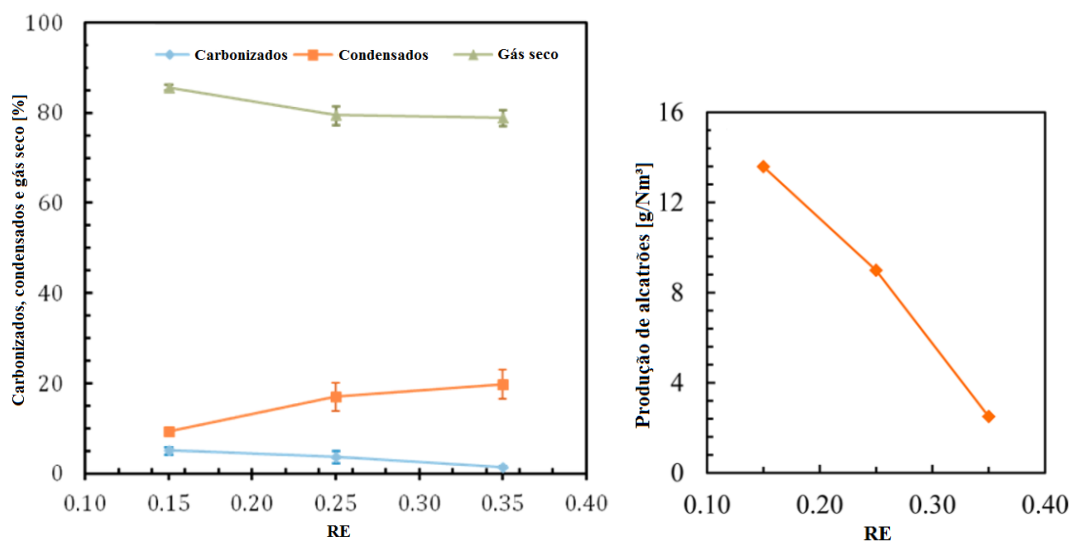 Carbonizados, condensados e gás seco [%]
100
80
60
40
20
0
Carbonizados
Condensados
Gás seco
0.10 0.15 0.20 0.25 0.30 0.35 0.40
RE
Produção de alcatrões [g/Nm³]
16
12
8
4
0
0.10 0.20 0.30 0.40
RE